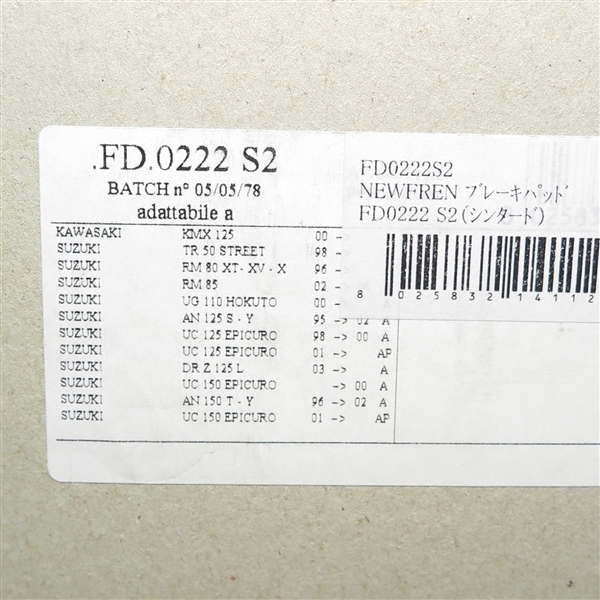 .FD.0222 S2
BATCH n° 05/05/78
adattabile a
KAWASAKI KMX 125 00 -
SUZUKI TR 50 STREET 98 -
SUZUKI RM 80 XT - XV - X 96 -
SUZUKI RM 85 02 -
SUZUKI UG 110 HOKUTO 00 -
SUZUKI AN 125 S - Y 95 -> 02 A
SUZUKI UC 125 EPICURO 98 -> 00 A
SUZUKI UC 125 EPICURO 01 -> AP
SUZUKI DR Z 125 L 03 -> A
SUZUKI UC 150 EPICURO -> 00 A
SUZUKI AN 150 T - Y 96 -> 02 A
SUZUKI UC 150 EPICURO 01 -> AP
FD0222S2
NEWFREN ブレーキパッド
FD0222 S2(シンタード)
8 025832 14112